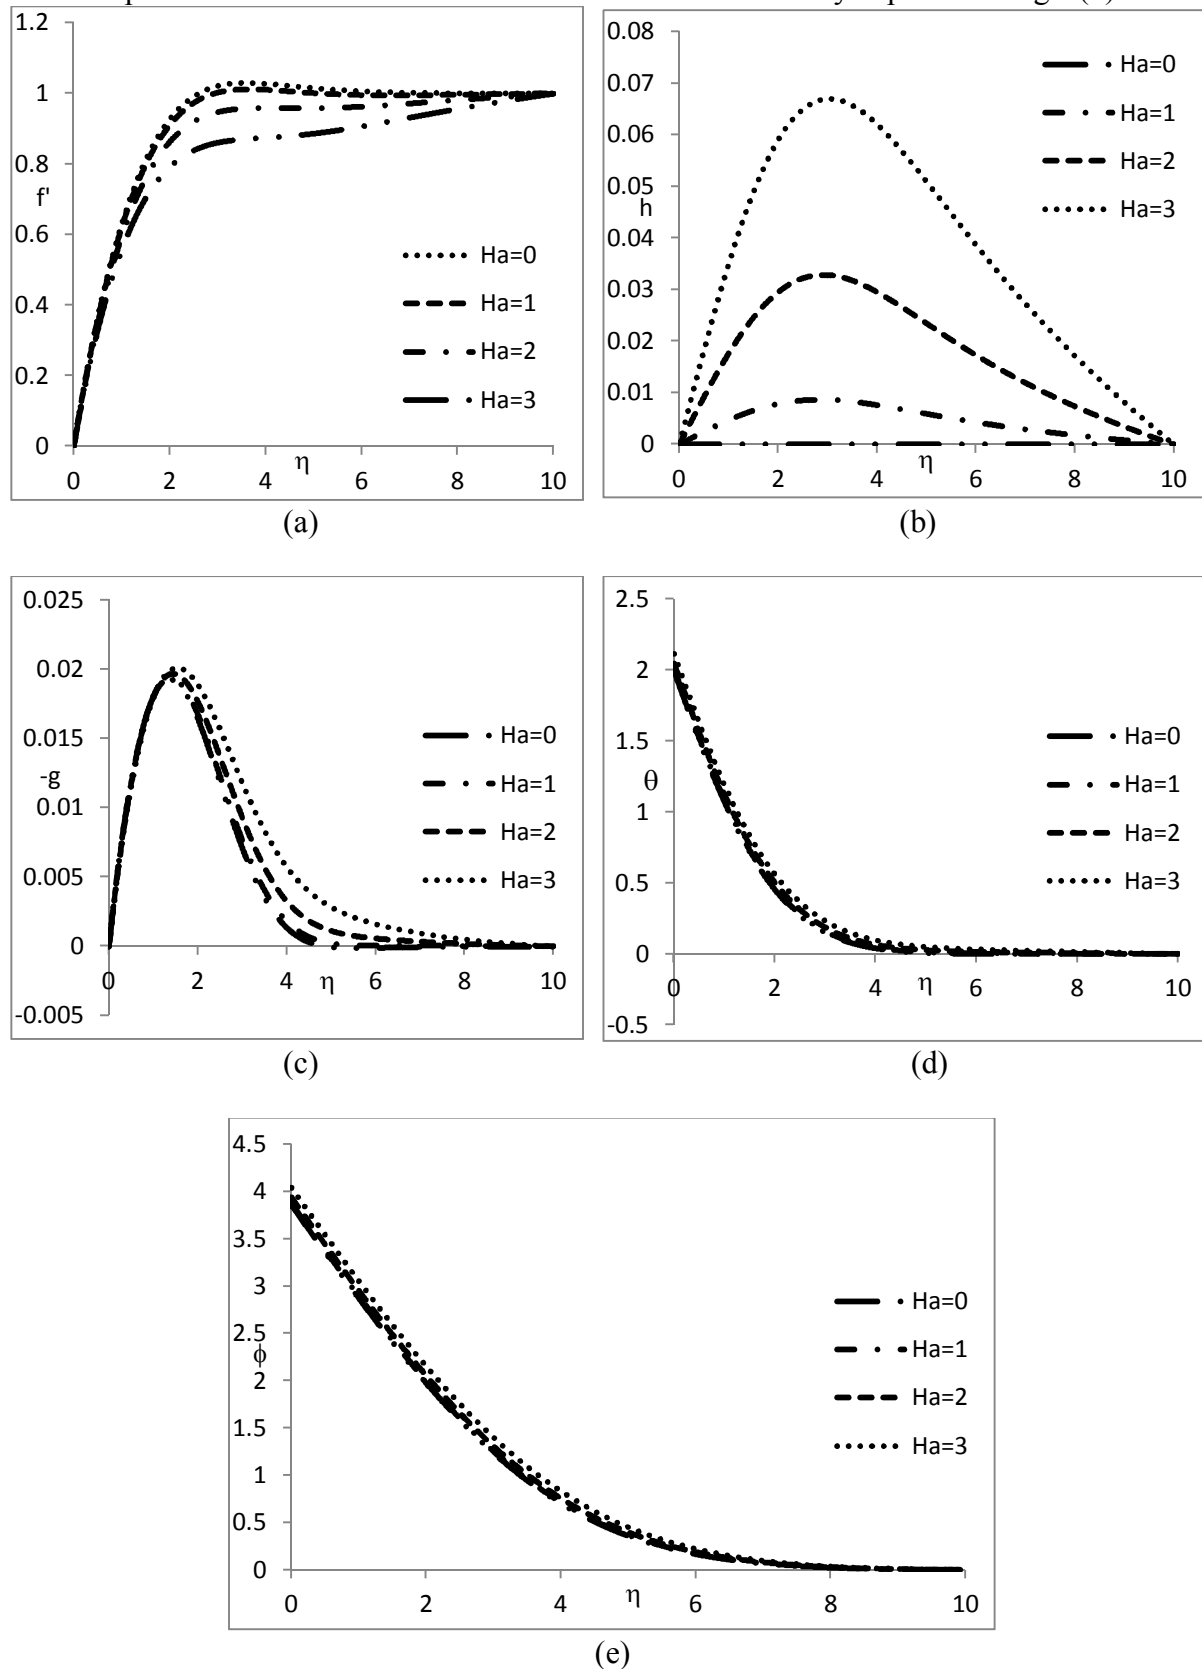 1.2
1
0.8
f'
0.6
0.4
0.2
0
0 2 4 η 6 8 10
Ha=0
Ha=1
Ha=2
Ha=3
(a)
0.08
0.07
0.06
0.05
h
0.04
0.03
0.02
0.01
0
0 2 4 η 6 8 10
Ha=0
Ha=1
Ha=2
Ha=3
(b)
0.025
0.02
0.015
-g
0.01
0.005
0
-0.005
0 2 4 η 6 8 10
Ha=0
Ha=1
Ha=2
Ha=3
(c)
2.5
2
1.5
θ
1
0.5
0
-0.5
0 2 4 η 6 8 10
Ha=0
Ha=1
Ha=2
Ha=3
(d)
4.5
4
3.5
3
2.5
ϕ
2
1.5
1
0.5
0
0 2 4 η 6 8 10
Ha=0
Ha=1
Ha=2
Ha=3
(e)